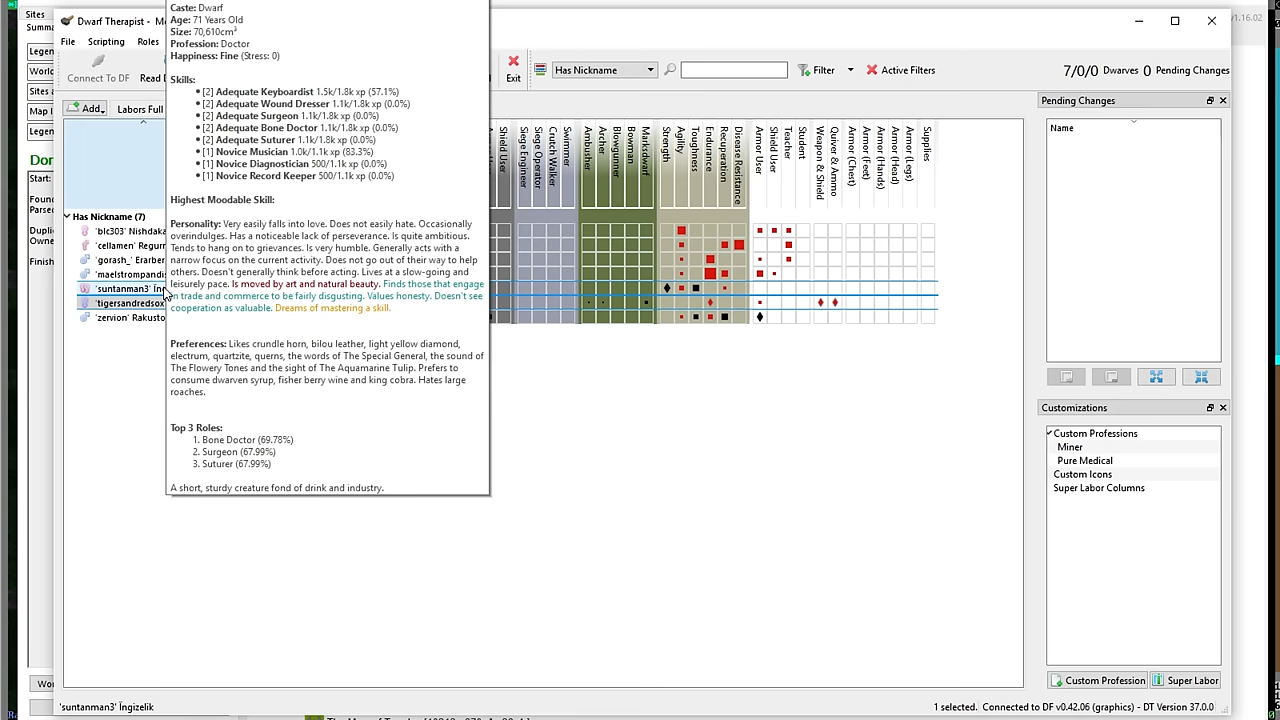 Sites
Summa
Legen
World
Sites a
Map I
Legen
Don
Start:
Foun
Parsed
Duplic
Owne
Finish
Wor
v1.16.02
Dwarf Therapist - M
File Scripting Roles
Connect To DF Read D
Exit
Has Nickname
Filter
Active Filters
7/0/0 Dwarves 0 Pending Changes
Add
Labors Full
Caste: Dwarf
Age: 71 Years Old
Size: 70,610cm³
Profession: Doctor
Happiness: Fine (Stress: 0)
Skills:
• [2] Adequate Keyboardist 1.5k/1.8k xp (57.1%)
• [2] Adequate Wound Dresser 1.1k/1.8k xp (0.0%)
• [2] Adequate Surgeon 1.1k/1.8k xp (0.0%)
• [2] Adequate Bone Doctor 1.1k/1.8k xp (0.0%)
• [2] Adequate Suturer 1.1k/1.8k xp (0.0%)
• [1] Novice Musician 1.0k/1.1k xp (83.3%)
• [1] Novice Diagnostician 500/1.1k xp (0.0%)
• [1] Novice Record Keeper 500/1.1k xp (0.0%)
Highest Moodable Skill:
Personality: Very easily falls into love. Does not easily hate. Occasionally
overindulges. Has a noticeable lack of perseverance. Is quite ambitious.
Tends to hang on to grievances. Is very humble. Generally acts with a
narrow focus on the current activity. Does not go out of their way to help
others. Doesn't generally think before acting. Lives at a slow-going and
leisurely pace. Is moved by art and natural beauty. Finds those that engage
in trade and commerce to be fairly disgusting. Values honesty. Doesn't see
cooperation as valuable. Dreams of mastering a skill.
Preferences: Likes crundle horn, bilou leather, light yellow diamond,
electrum, quartzite, querns, the words of The Special General, the sound of
The Flowery Tones and the sight of The Aquamarine Tulip. Prefers to
consume dwarven syrup, fisher berry wine and king cobra. Hates large
roaches.
Top 3 Roles:
1. Bone Doctor (69.78%)
2. Surgeon (67.99%)
3. Suturer (67.99%)
A short, sturdy creature fond of drink and industry.
Has Nickname (7)
'blc303' Nishdaka
'cellamen' Regur
'gorash_' Erarber
'maelstrompandi
'suntanman3' Îng
'tigersandredsox
'zervion' Rakusto
Shield User
Siege Engineer
Siege Operator
Crutch Walker
Swimmer
Ambusher
Archer
Blowgunner
Bowman
Marksdwarf
Strength
Agility
Toughness
Endurance
Recuperation
Disease Resistance
Armor User
Shield User
Teacher
Student
Weapon & Shield
Quiver & Ammo
Armor (Chest)
Armor (Feet)
Armor (Hands)
Armor (Head)
Armor (Legs)
Supplies
Pending Changes
Name
Customizations
Custom Professions
Miner
Pure Medical
Custom Icons
Super Labor Columns
Custom Profession
Super Labor
'suntanman3' Îngizelik
1 selected. Connected to DF v0.42.06 (graphics) - DT Version 37.0.0